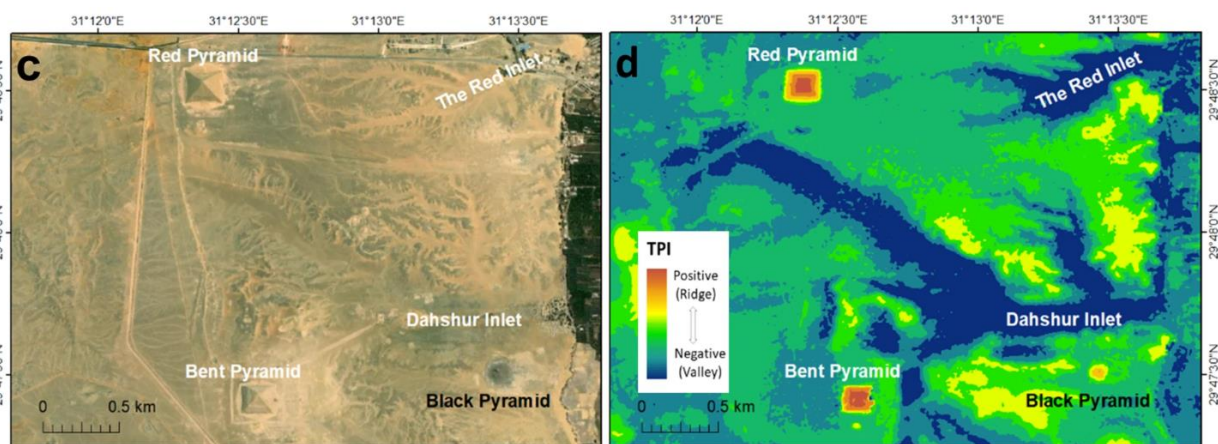 31°12'0"E 31°12'30"E 31°13'0"E 31°13'30"E
c
Red Pyramid
The Red Inlet
Dahshur Inlet
Bent Pyramid
Black Pyramid
0 0.5 km
31°12'0"E 31°12'30"E 31°13'0"E 31°13'30"E
d
Red Pyramid
The Red Inlet
TPI
Positive
(Ridge)
Negative
(Valley)
Dahshur Inlet
Bent Pyramid
Black Pyramid
0 0.5 km
29°48'30"N
29°48'0"N
29°47'30"N